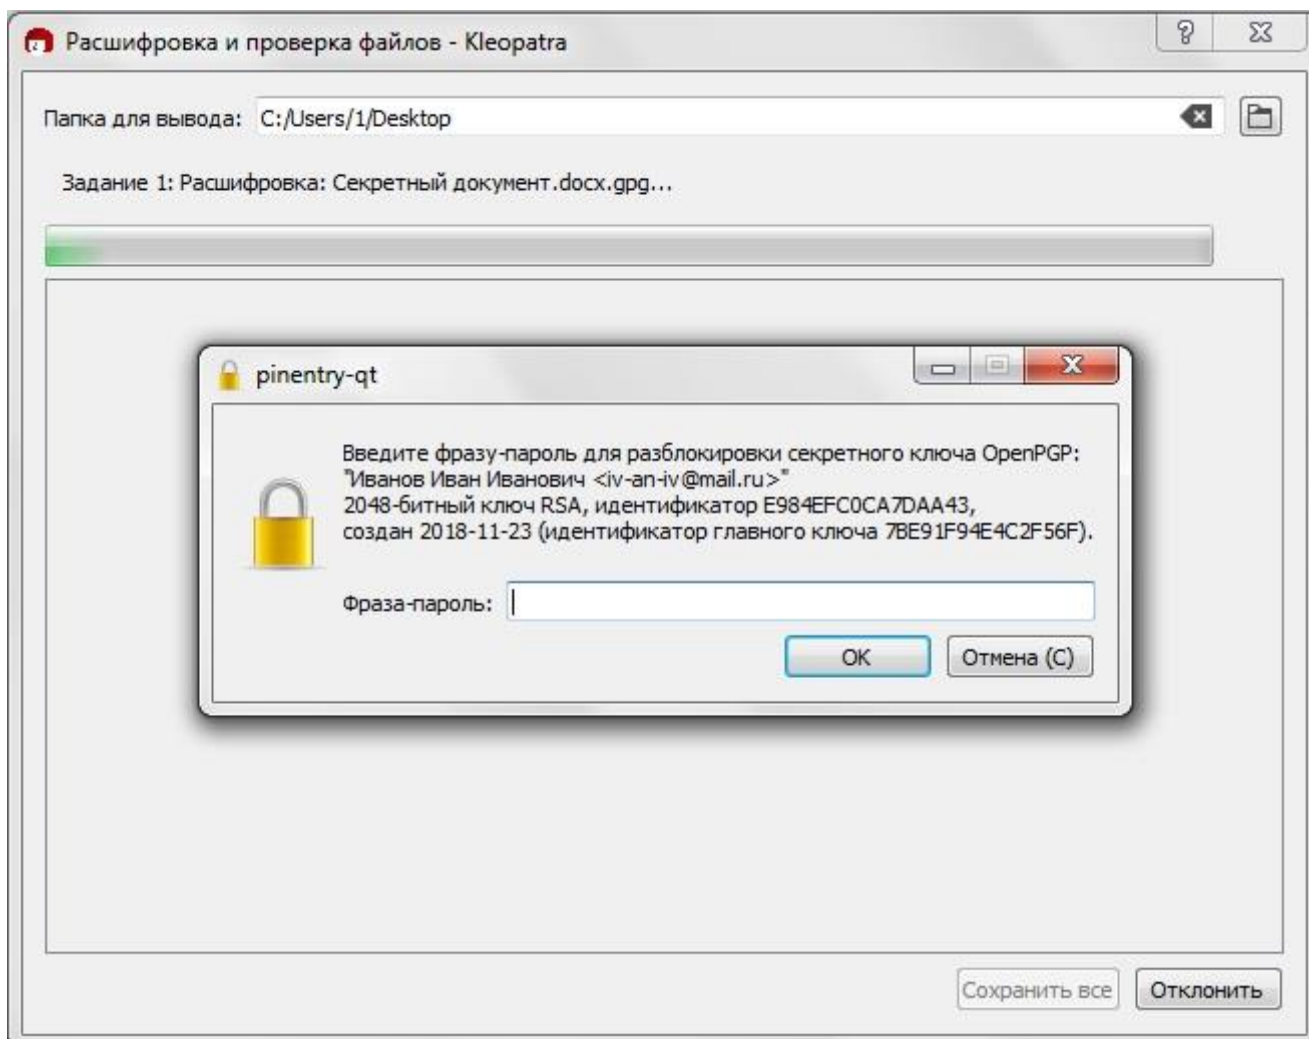 Расшифровка и проверка файлов - Kleopatra
Папка для вывода: C:/Users/1/Desktop
Задание 1: Расшифровка: Секретный документ.docx.gpg...
pinentry-qt
Введите фразу-пароль для разблокировки секретного ключа OpenPGP:
"Иванов Иван Иванович <iv-an-iv@mail.ru>"
2048-битный ключ RSA, идентификатор E984EFC0CA7DAA43,
создан 2018-11-23 (идентификатор главного ключа 7BE91F94E4C2F56F).
Фраза-пароль:
OK Отмена (C)
Сохранить все Отклонить